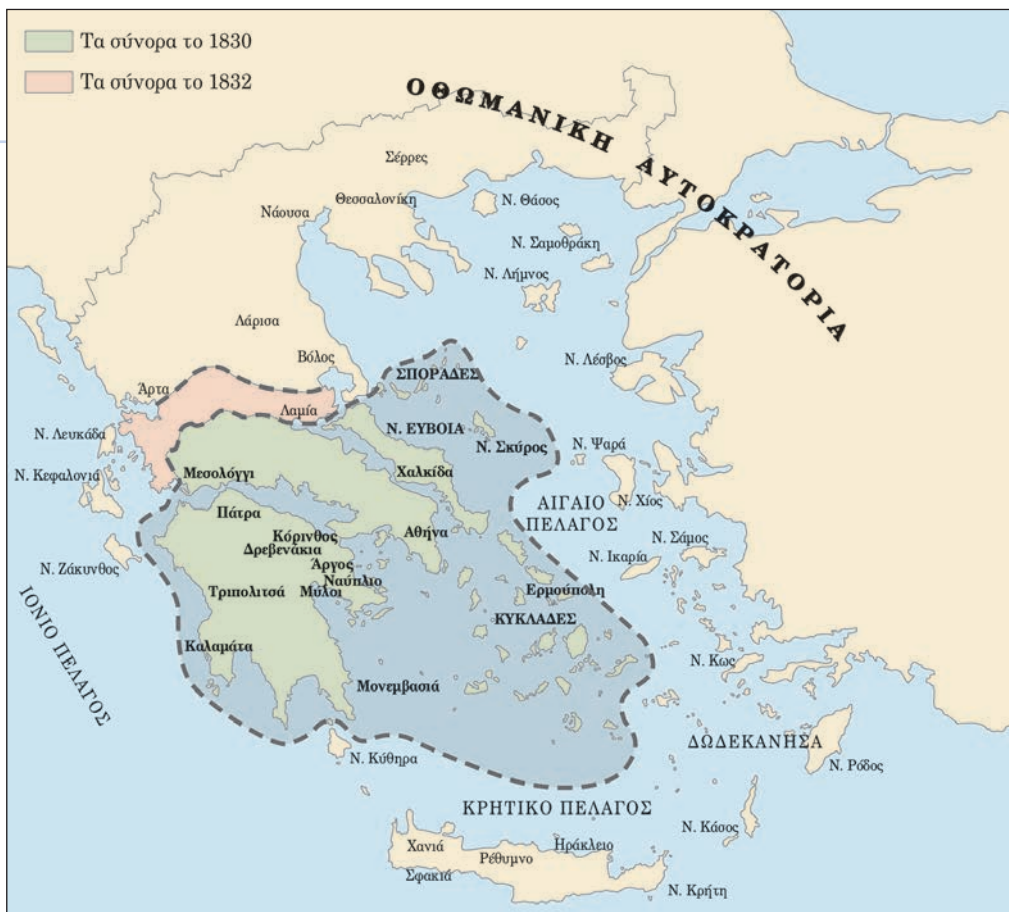 Τα σύνορα το 1830
Τα σύνορα το 1832
ΟΘΩΜΑΝΙΚΗ ΑΥΤΟΚΡΑΤΟΡΙΑ
Σέρρες
Θεσσαλονίκη
Νάουσα
Ν. Θάσος
Ν. Σαμοθράκη
Ν. Λήμνος
Λάρισα
Βόλος
Ν. Λέσβος
ΣΠΟΡΑΔΕΣ
Άρτα
Λαμία
Ν. ΕΥΒΟΙΑ
Ν. Λευκάδα
Ν. Σκύρος
Ν. Ψαρά
Ν. Κεφαλονιά
Μεσολόγγι
Χαλκίδα
Ν. Χίος
ΑΙΓΑΙΟ
ΠΕΛΑΓΟΣ
Πάτρα
Αθήνα
Κόρινθος
Δρεβενάκια
Ν. Σάμος
Ν. Ικαρία
Άργος
Ν. Ζάκυνθος
Ναύπλιο
Τριπολιτσά
Μύλοι
Ερμούπολη
ΚΥΚΛΑΔΕΣ
ΙΟΝΙΟ ΠΕΛΑΓΟΣ
Καλαμάτα
Ν. Κως
Μονεμβασιά
ΔΩΔΕΚΑΝΗΣΑ
Ν. Κύθηρα
Ν. Ρόδος
ΚΡΗΤΙΚΟ ΠΕΛΑΓΟΣ
Ν. Κάσος
Χανιά
Ρέθυμνο
Ηράκλειο
Σφακιά
Ν. Κρήτη